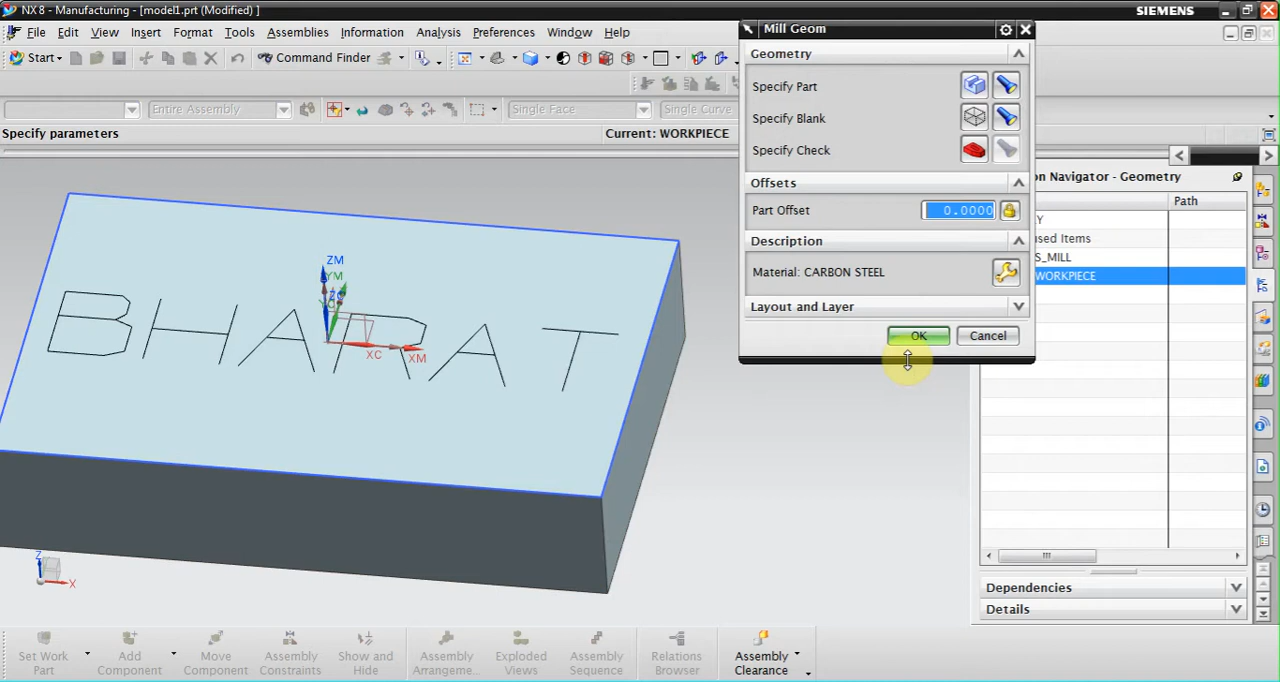 NX 8 - Manufacturing - [model1.prt (Modified) ]
SIEMENS
File Edit View Insert Format Tools Assemblies Information Analysis Preferences Window Help
Start Command Finder
Entire Assembly Single Face Single Curve
Specify parameters
Current: WORKPIECE
Mill Geom
Geometry
Specify Part
Specify Blank
Specify Check
Offsets
Part Offset 0.0000
Description
Material: CARBON STEEL
Layout and Layer
OK Cancel
on Navigator - Geometry
Path
RY
used Items
S_MILL
WORKPIECE
Dependencies
Details
ZM
YM
XC
XM
BHARAT
Z
X
Set Work Part
Add Component
Move Component
Assembly Constraints
Show and Hide
Assembly Arrangeme...
Exploded Views
Assembly Sequence
Relations Browser
Assembly Clearance